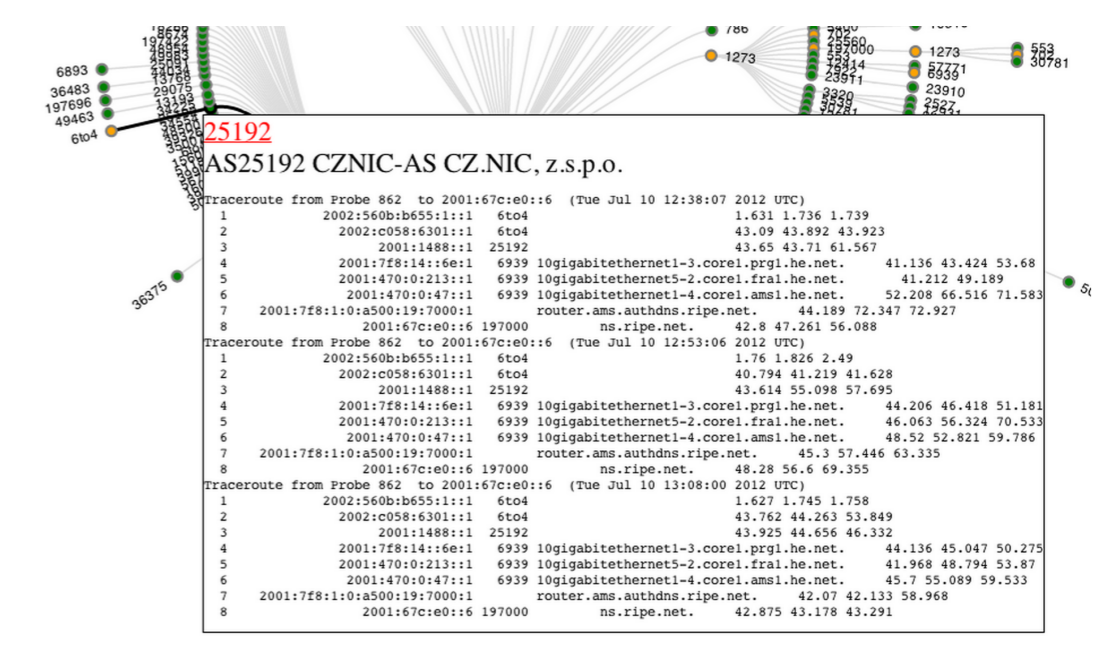 786
1273
702
25560
197000
1273
553
702
30781
6893
36483
197696
49463
6to4
197422
13768
29075
13193
23911
57771
6939
23910
3320
2527
36375
25192
AS25192 CZNIC-AS CZ.NIC, z.s.p.o.
Traceroute from Probe 862 to 2001:67c:e0::6 (Tue Jul 10 12:38:07 2012 UTC)
1 2002:560b:b655:1::1 6to4 1.631 1.736 1.739
2 2002:c058:6301::1 6to4 43.09 43.892 43.923
3 2001:1488::1 25192 43.65 43.71 61.567
4 2001:7f8:14::6e:1 6939 10gigabitethernet1-3.core1.prg1.he.net. 41.136 43.424 53.68
5 2001:470:0:213::1 6939 10gigabitethernet5-2.core1.fra1.he.net. 41.212 49.189
6 2001:470:0:47::1 6939 10gigabitethernet1-4.core1.ams1.he.net. 52.208 66.516 71.583
7 2001:7f8:1:0:a500:19:7000:1 router.ams.authdns.ripe.net. 44.189 72.347 72.927
8 2001:67c:e0::6 197000 ns.ripe.net. 42.8 47.261 56.088
Traceroute from Probe 862 to 2001:67c:e0::6 (Tue Jul 10 12:53:06 2012 UTC)
1 2002:560b:b655:1::1 6to4 1.76 1.826 2.49
2 2002:c058:6301::1 6to4 40.794 41.219 41.628
3 2001:1488::1 25192 43.614 55.098 57.695
4 2001:7f8:14::6e:1 6939 10gigabitethernet1-3.core1.prg1.he.net. 44.206 46.418 51.181
5 2001:470:0:213::1 6939 10gigabitethernet5-2.core1.fra1.he.net. 46.063 56.324 70.533
6 2001:470:0:47::1 6939 10gigabitethernet1-4.core1.ams1.he.net. 48.52 52.821 59.786
7 2001:7f8:1:0:a500:19:7000:1 router.ams.authdns.ripe.net. 45.3 57.446 63.335
8 2001:67c:e0::6 197000 ns.ripe.net. 48.28 56.6 69.355
Traceroute from Probe 862 to 2001:67c:e0::6 (Tue Jul 10 13:08:00 2012 UTC)
1 2002:560b:b655:1::1 6to4 1.627 1.745 1.758
2 2002:c058:6301::1 6to4 43.762 44.263 53.849
3 2001:1488::1 25192 43.925 44.656 46.332
4 2001:7f8:14::6e:1 6939 10gigabitethernet1-3.core1.prg1.he.net. 44.136 45.047 50.275
5 2001:470:0:213::1 6939 10gigabitethernet5-2.core1.fra1.he.net. 41.968 48.794 53.87
6 2001:470:0:47::1 6939 10gigabitethernet1-4.core1.ams1.he.net. 45.7 55.089 59.533
7 2001:7f8:1:0:a500:19:7000:1 router.ams.authdns.ripe.net. 42.07 42.133 58.968
8 2001:67c:e0::6 197000 ns.ripe.net. 42.875 43.178 43.291